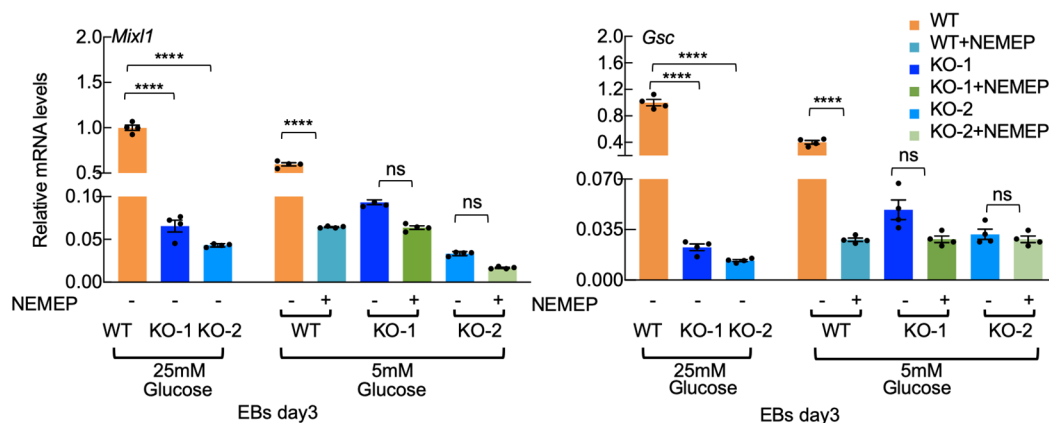 Mixl1
Relative mRNA levels
2.0
1.5
1.0
0.5
0.10
0.05
0.00
****
****
****
ns
ns
NEMEP - - - - + - + - +
WT KO-1 KO-2 WT KO-1 KO-2
25mM
Glucose
5mM
Glucose
EBs day3
Gsc
2.0
1.6
1.2
0.8
0.4
0.070
0.035
0.000
****
****
****
ns
ns
NEMEP - - - - + - + - +
WT KO-1 KO-2 WT KO-1 KO-2
25mM
Glucose
5mM
Glucose
EBs day3
WT
WT+NEMEP
KO-1
KO-1+NEMEP
KO-2
KO-2+NEMEP